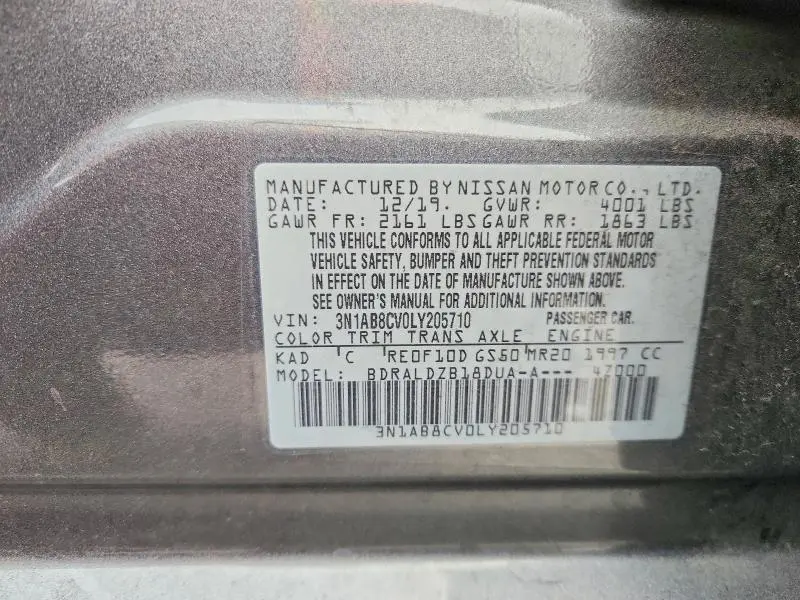 MANUFACTURED BY NISSAN MOTOR CO., LTD.
DATE: 12/19. GVWR: 4001 LBS
GAWR FR: 2161 LBS GAWR RR: 1863 LBS
THIS VEHICLE CONFORMS TO ALL APPLICABLE FEDERAL MOTOR
VEHICLE SAFETY, BUMPER AND THEFT PREVENTION STANDARDS
IN EFFECT ON THE DATE OF MANUFACTURE SHOWN ABOVE.
SEE OWNER'S MANUAL FOR ADDITIONAL INFORMATION.
VIN: 3N1AB8CV0LY205710 PASSENGER CAR.
COLOR TRIM TRANS AXLE ENGINE
KAD 'C RE0F10D GS50'MR20 1997 CC
MODEL: BDRALDZB18DUA-A--- 4Z000
3N1AB8CV0LY205710